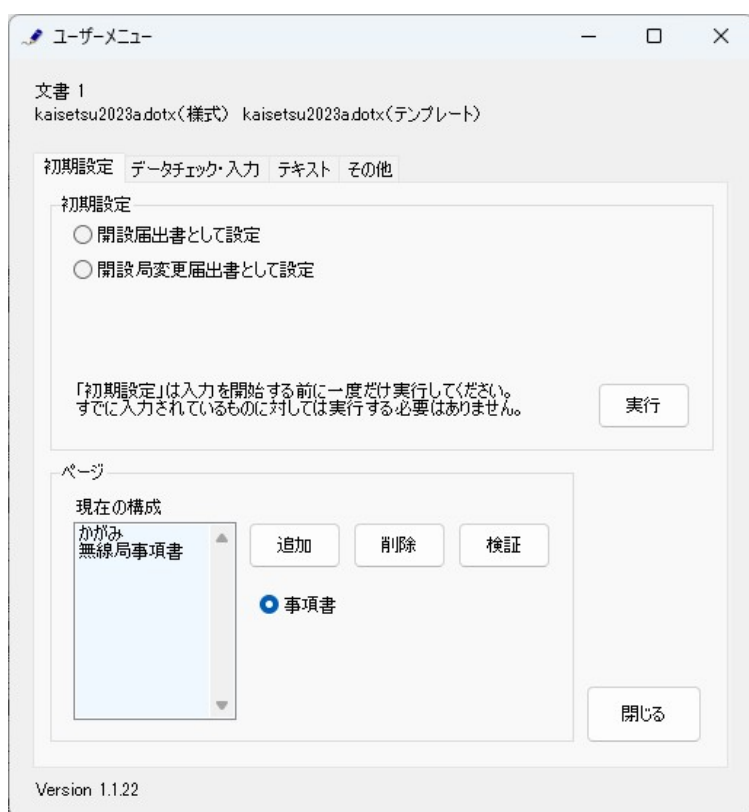 ユーザーメニュー
文書 1
kaisetsu2023a.dotx(様式) kaisetsu2023a.dotx(テンプレート)
初期設定 データチェック・入力 テキスト その他
初期設定
開設届出書として設定
開設局変更届出書として設定
「初期設定」は入力を開始する前に一度だけ実行してください。
すでに入力されているものに対しては実行する必要はありません。
実行
ページ
現在の構成
かがみ
無線局事項書
追加 削除 検証
事項書
閉じる
Version 1.1.22